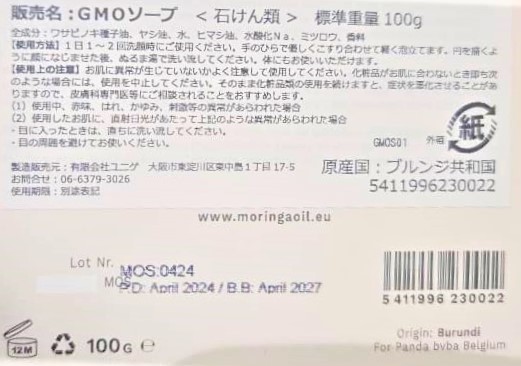 販売名：GMOソープ ＜石けん類＞ 標準重量 100g
全成分：ワサビノキ種子油、ヤシ油、水、ヒマシ油、水酸化Na、ミツロウ、香料
【使用方法】1日1～2回洗顔時にご使用ください。手のひらで優しくこすり合わせて軽く泡立てます。円を描くよ
うに顔になじませた後、ぬるま湯で洗い流してください。体にもお使いいただけます。
【使用上の注意】お肌に異常が生じていないかよく注意して使用してください。化粧品がお肌に合わないとき即ち次
のような場合には、使用を中止してください。そのまま化粧品類の使用を続けますと、症状を悪化させることがあ
りますので、皮膚科専門医等にご相談されることをおすすめします。
(1) 使用中、赤味、はれ、かゆみ、刺激等の異常があらわれた場合
(2) 使用したお肌に、直射日光があたって上記のような異常があらわれた場合
・目に入ったときは、直ちに洗い流してください。
・目の周囲を避けてお使いください。
GMOS01 外箱
紙
製造販売元：有限会社ユニゲ 大阪市東淀川区東中島1丁目17-5
お問合せ：06-6379-3026
使用期限：別途表記
原産国：ブルンジ共和国
5411996230022
www.moringaoil.eu
Lot Nr. MOS:0424
MOS
P.D: April 2024 / B.B: April 2027
5 411996 230022
12M
100G ℮
Origin: Burundi
For Panda bvba Belgium